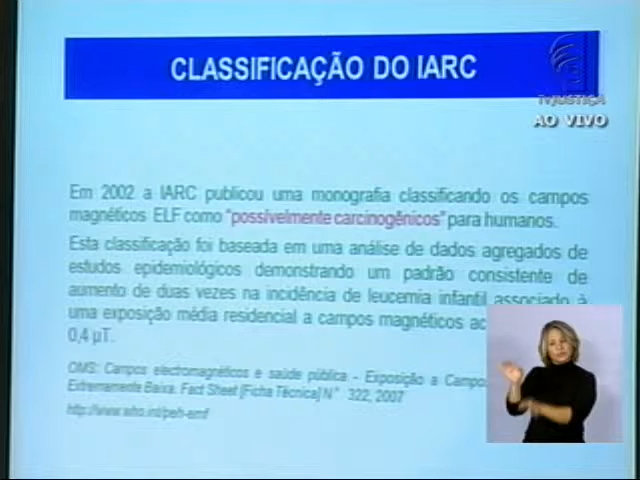 CLASSIFICAÇÃO DO IARC
TV JUSTIÇA
AO VIVO
Em 2002 a IARC publicou uma monografia classificando os campos
magnéticos ELF como "possívelmente carcinogênicos" para humanos.
Esta classificação foi baseada em uma análise de dados agregados de
estudos epidemiológicos demonstrando um padrão consistente de
aumento de duas vezes na incidência de leucemia infantil associado à
uma exposição média residencial a campos magnéticos ac
0,4 µT.
OMS: Campos electromagnéticos e saúde pública - Exposição a Campo
Extremamente Baixa. Fact Sheet [Ficha Técnica] N° 322, 2007
http://www.who.int/peh-emf